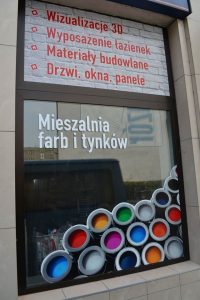 Wizualizacje 3D
Wyposażenie łazienek
Materiały budowlane
Drzwi, okna, panele
Mieszalnia
farb i tynków